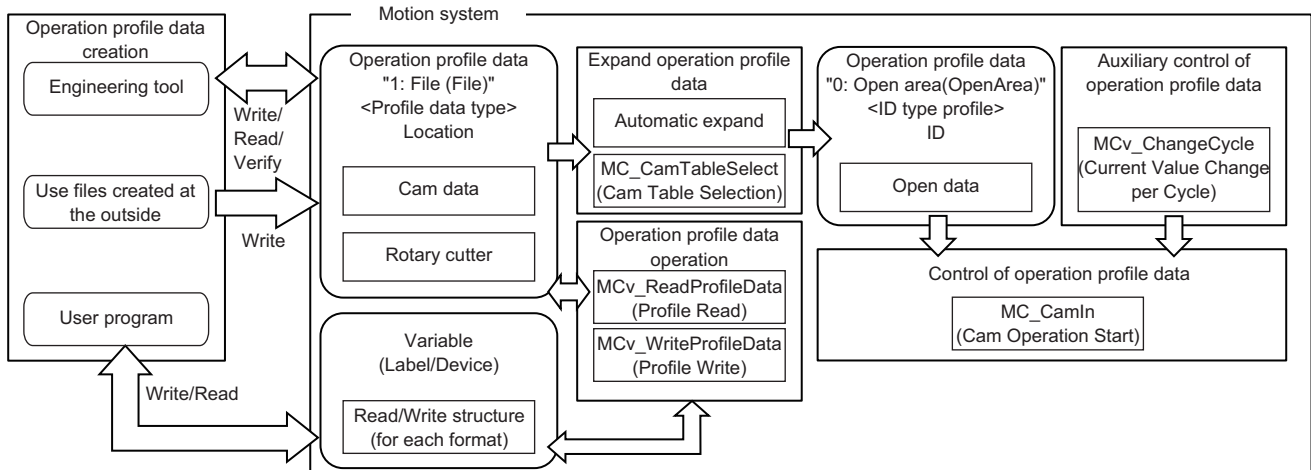 Motion system
Operation profile data
creation
Engineering tool
Use files created at
the outside
User program
Write/
Read/
Verify
Write
Write/Read
Operation profile data
"1: File (File)"
<Profile data type>
Location
Cam data
Rotary cutter
Variable
(Label/Device)
Read/Write structure
(for each format)
Expand operation profile
data
Automatic expand
MC_CamTableSelect
(Cam Table Selection)
Operation profile data
operation
MCv_ReadProfileData
(Profile Read)
MCv_WriteProfileData
(Profile Write)
Operation profile data
"0: Open area(OpenArea)"
<ID type profile>
ID
Open data
Auxiliary control of
operation profile data
MCv_ChangeCycle
(Current Value Change
per Cycle)
Control of operation profile data
MC_CamIn
(Cam Operation Start)